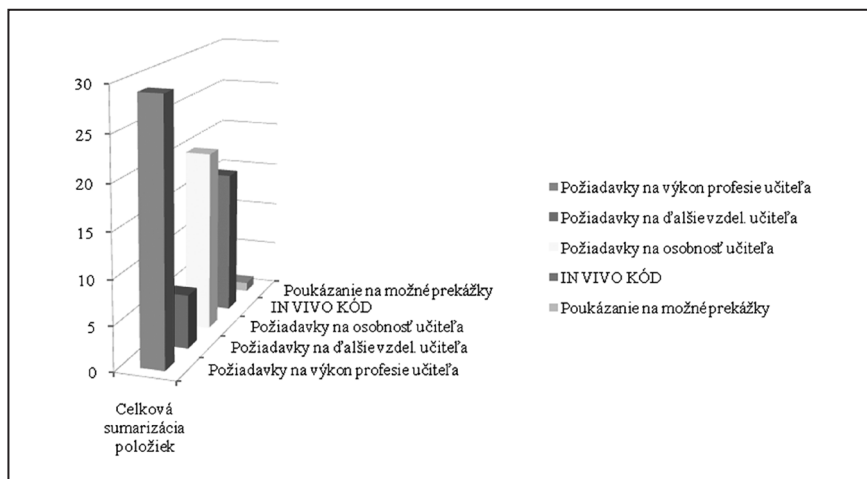 30
25
20
15
10
5
0
Poukázanie na možné prekážky
IN VIVO KÓD
Požiadavky na osobnosť učiteľa
Požiadavky na ďalšie vzdel. učiteľa
Požiadavky na výkon profesie učiteľa
Celková
sumarizácia
položiek
Požiadavky na výkon profesie učiteľa
Požiadavky na ďalšie vzdel. učiteľa
Požiadavky na osobnosť učiteľa
IN VIVO KÓD
Poukázanie na možné prekážky